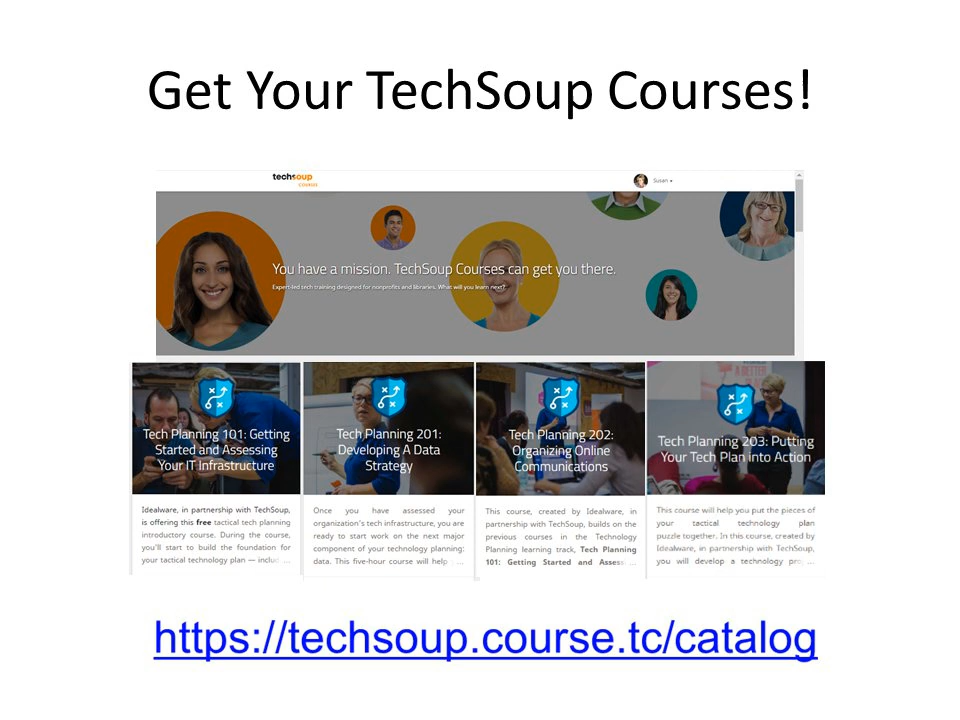 Get Your TechSoup Courses!
techsoup
COURSES
Susan
You have a mission. TechSoup Courses can get you there.
Expert-led tech training designed for nonprofits and libraries. What will you learn next?
Tech Planning 101: Getting
Started and Assessing
Your IT Infrastructure
Idealware, in partnership with TechSoup,
is offering this free tactical tech planning
introductory course. During the course,
you'll start to build the foundation for
your tactical technology plan — includ ...
Tech Planning 201:
Developing A Data
Strategy
Once you have assessed your
organization's tech infrastructure, you are
ready to start work on the next major
component of your technology planning:
data. This five-hour course will help ...
Tech Planning 202:
Organizing Online
Communications
This course, created by Idealware, in
partnership with TechSoup, builds on the
previous courses in the Technology
Planning learning track, Tech Planning
101: Getting Started and Assess ...
Tech Planning 203: Putting
Your Tech Plan into Action
This course will help you put the pieces of
your tactical technology plan
puzzle together. In this course, created by
Idealware, in partnership with TechSoup,
you will develop a technology pro ...
https://techsoup.course.tc/catalog